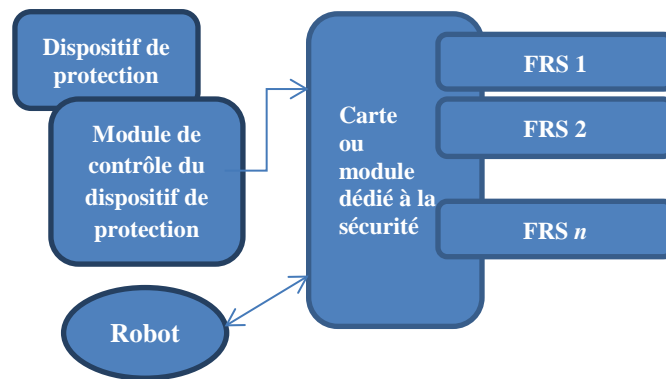 Dispositif de
protection
Module de
contrôle du
dispositif de
protection
Robot
Carte
ou
module
dédié à la
sécurité
FRS 1
FRS 2
FRS n